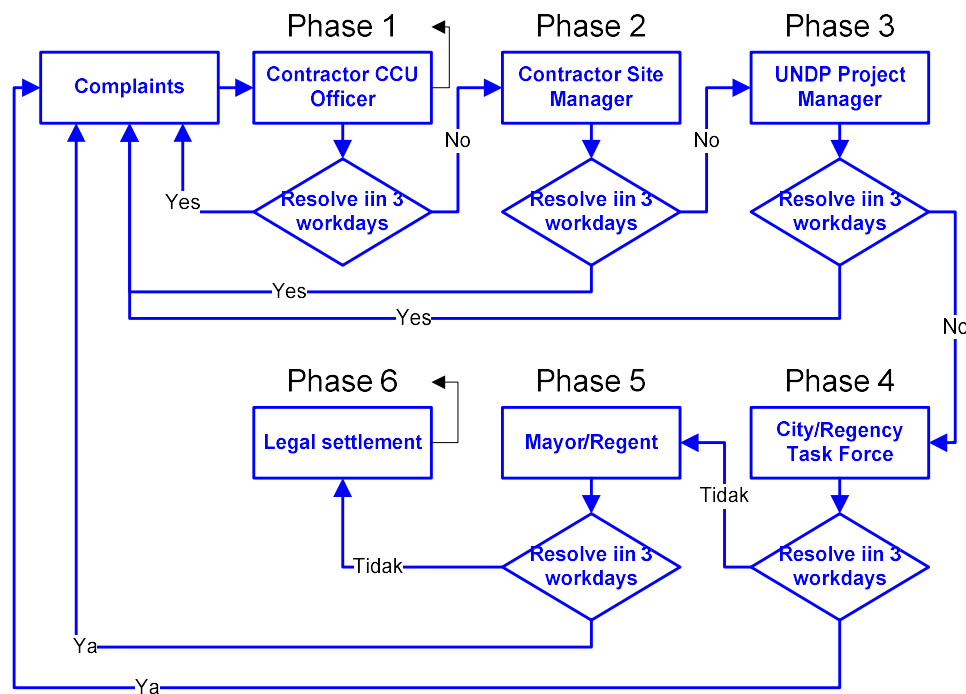 Phase 1
Phase 2
Phase 3
Complaints
Contractor CCU
Officer
Contractor Site
Manager
UNDP Project
Manager
No
No
Yes
Resolve iin 3
workdays
Resolve iin 3
workdays
Resolve iin 3
workdays
Yes
Yes
No
Phase 6
Phase 5
Phase 4
Legal settlement
Mayor/Regent
City/Regency
Task Force
Tidak
Tidak
Resolve iin 3
workdays
Resolve iin 3
workdays
Ya
Ya